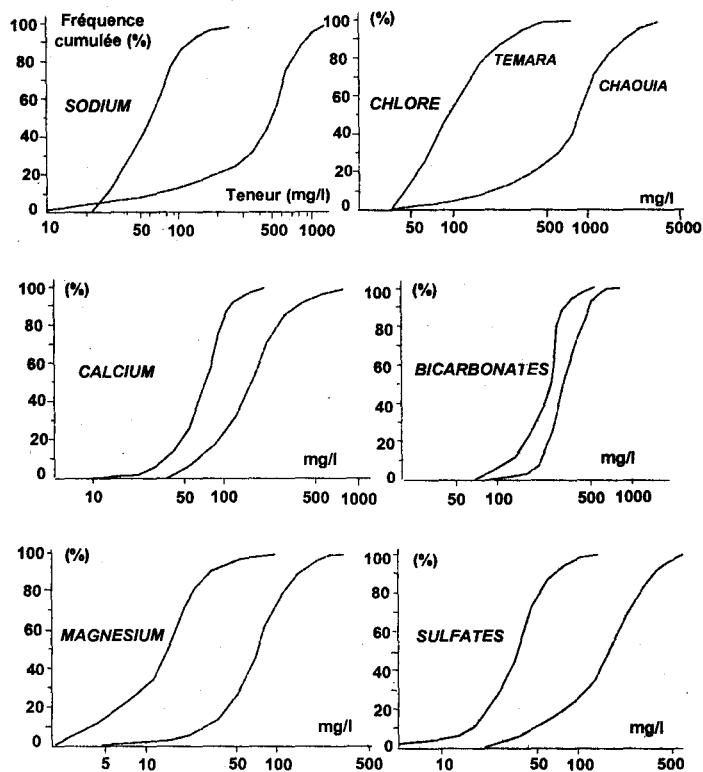 Fréquence
cumulée (%)
100
80
60
40
20
0
SODIUM
Teneur (mg/l)
10 50 100 500 1000
(%)
100
80
60
40
20
0
TEMARA
CHAOUIA
CHLORE
mg/l
50 100 500 1000 5000
(%)
100
80
60
40
20
0
CALCIUM
mg/l
10 50 100 500 1000
(%)
100
80
60
40
20
0
BICARBONATES
mg/l
50 100 500 1000
(%)
100
80
60
40
20
0
MAGNESIUM
mg/l
5 10 50 100 500
(%)
100
80
60
40
20
0
SULFATES
mg/l
10 50 100 500